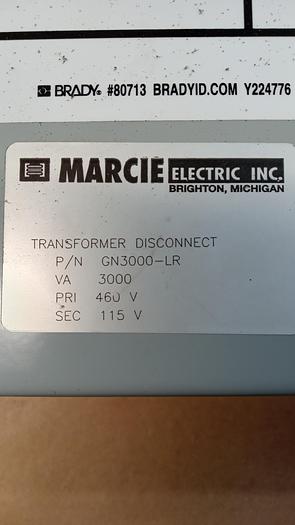 BRADY. #80713 BRADYID.COM Y224776
MARCIE ELECTRIC INC.
BRIGHTON, MICHIGAN
TRANSFORMER DISCONNECT
P/N GN3000-LR
VA 3000
PRI 460 V
SEC 115 V